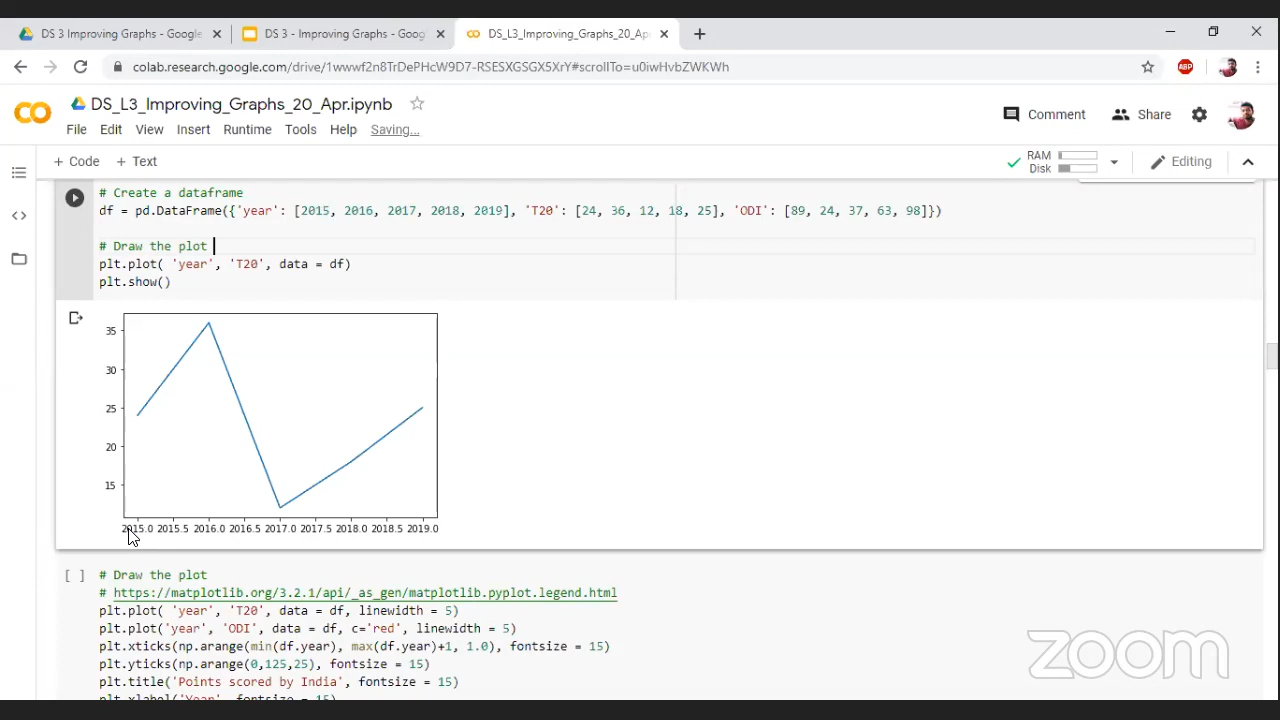 DS 3 Improving Graphs - Google
DS 3 - Improving Graphs - Goog
DS_L3_Improving_Graphs_20_Apr
colab.research.google.com/drive/1wwwf2n8TrDePHcW9D7-RSESXGSGX5XrY#scrollTo=u0iwHvbZWKWh
ABP
DS_L3_Improving_Graphs_20_Apr.ipynb
File Edit View Insert Runtime Tools Help Saving...
Comment Share
+ Code + Text
RAM
Disk
Editing
# Create a dataframe
df = pd.DataFrame({'year': [2015, 2016, 2017, 2018, 2019], 'T20': [24, 36, 12, 18, 25], 'ODI': [89, 24, 37, 63, 98]})
# Draw the plot
plt.plot( 'year', 'T20', data = df)
plt.show()
35
30
25
20
15
2015.0 2015.5 2016.0 2016.5 2017.0 2017.5 2018.0 2018.5 2019.0
[ ] # Draw the plot
# https://matplotlib.org/3.2.1/api/_as_gen/matplotlib.pyplot.legend.html
plt.plot( 'year', 'T20', data = df, linewidth = 5)
plt.plot('year', 'ODI', data = df, c='red', linewidth = 5)
plt.xticks(np.arange(min(df.year), max(df.year)+1, 1.0), fontsize = 15)
plt.yticks(np.arange(0,125,25), fontsize = 15)
plt.title('Points scored by India', fontsize = 15)
plt.xlabel('Year', fontsize = 15)
zoom